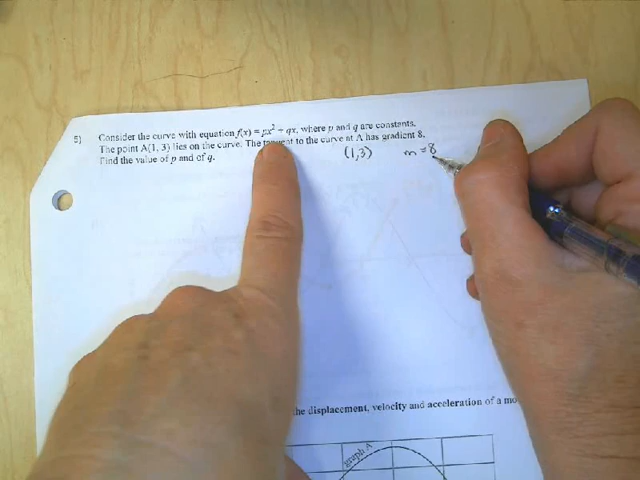 5) Consider the curve with equation f(x) = px² + qx, where p and q are constants.
The point A(1, 3) lies on the curve. The tangent to the curve at A has gradient 8.
Find the value of p and of q.
(1,3) m = 8
the displacement, velocity and acceleration of a mo
graph A